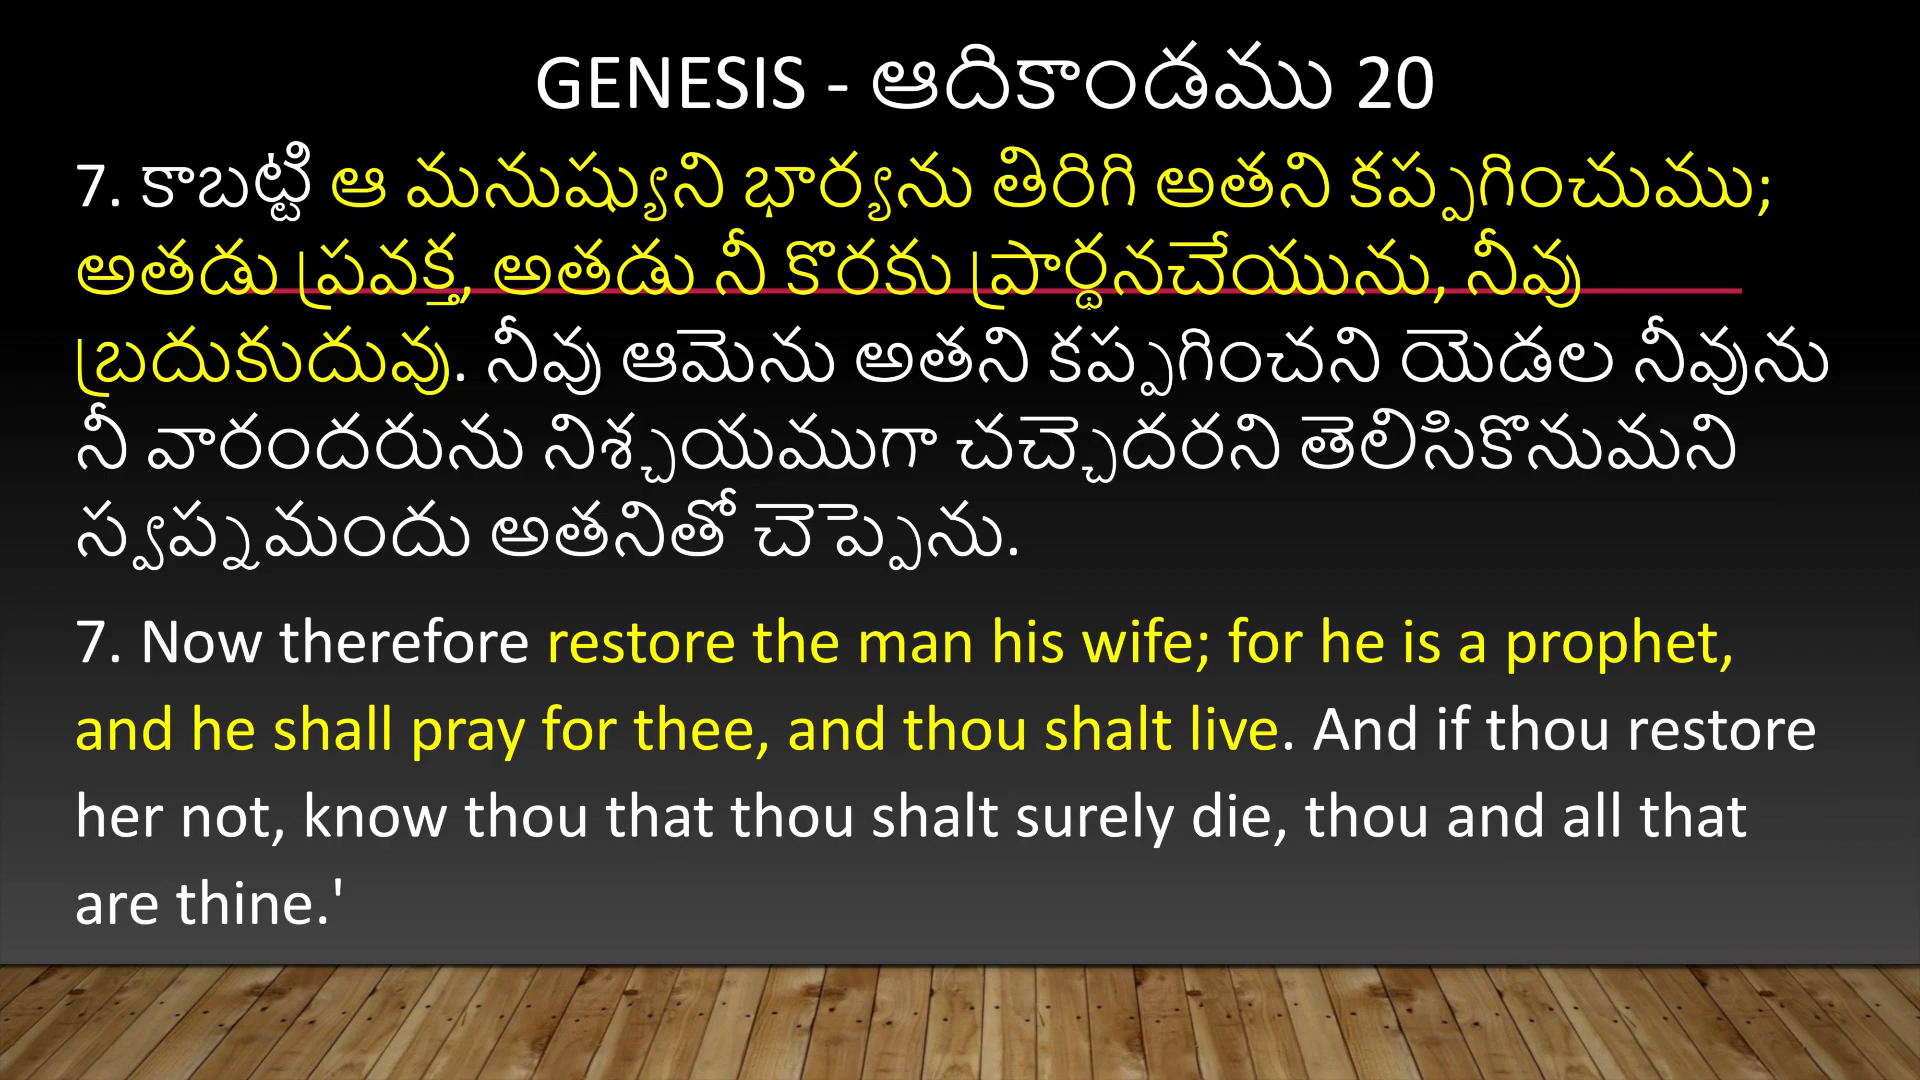 GENESIS - ఆదికాండము 20
7. కాబట్టి ఆ మనుష్యుని భార్యను తిరిగి అతని కప్పగించుము;
అతడు ప్రవక్త, అతడు నీ కొరకు ప్రార్థనచేయును, నీవు
బ్రదుకుదువు. నీవు ఆమెను అతని కప్పగించని యెడల నీవును
నీ వారందరును నిశ్చయముగా చచ్చెదరని తెలిసికొనుమని
స్వప్నమందు అతనితో చెప్పెను.
7. Now therefore restore the man his wife; for he is a prophet,
and he shall pray for thee, and thou shalt live. And if thou restore
her not, know thou that thou shalt surely die, thou and all that
are thine.'